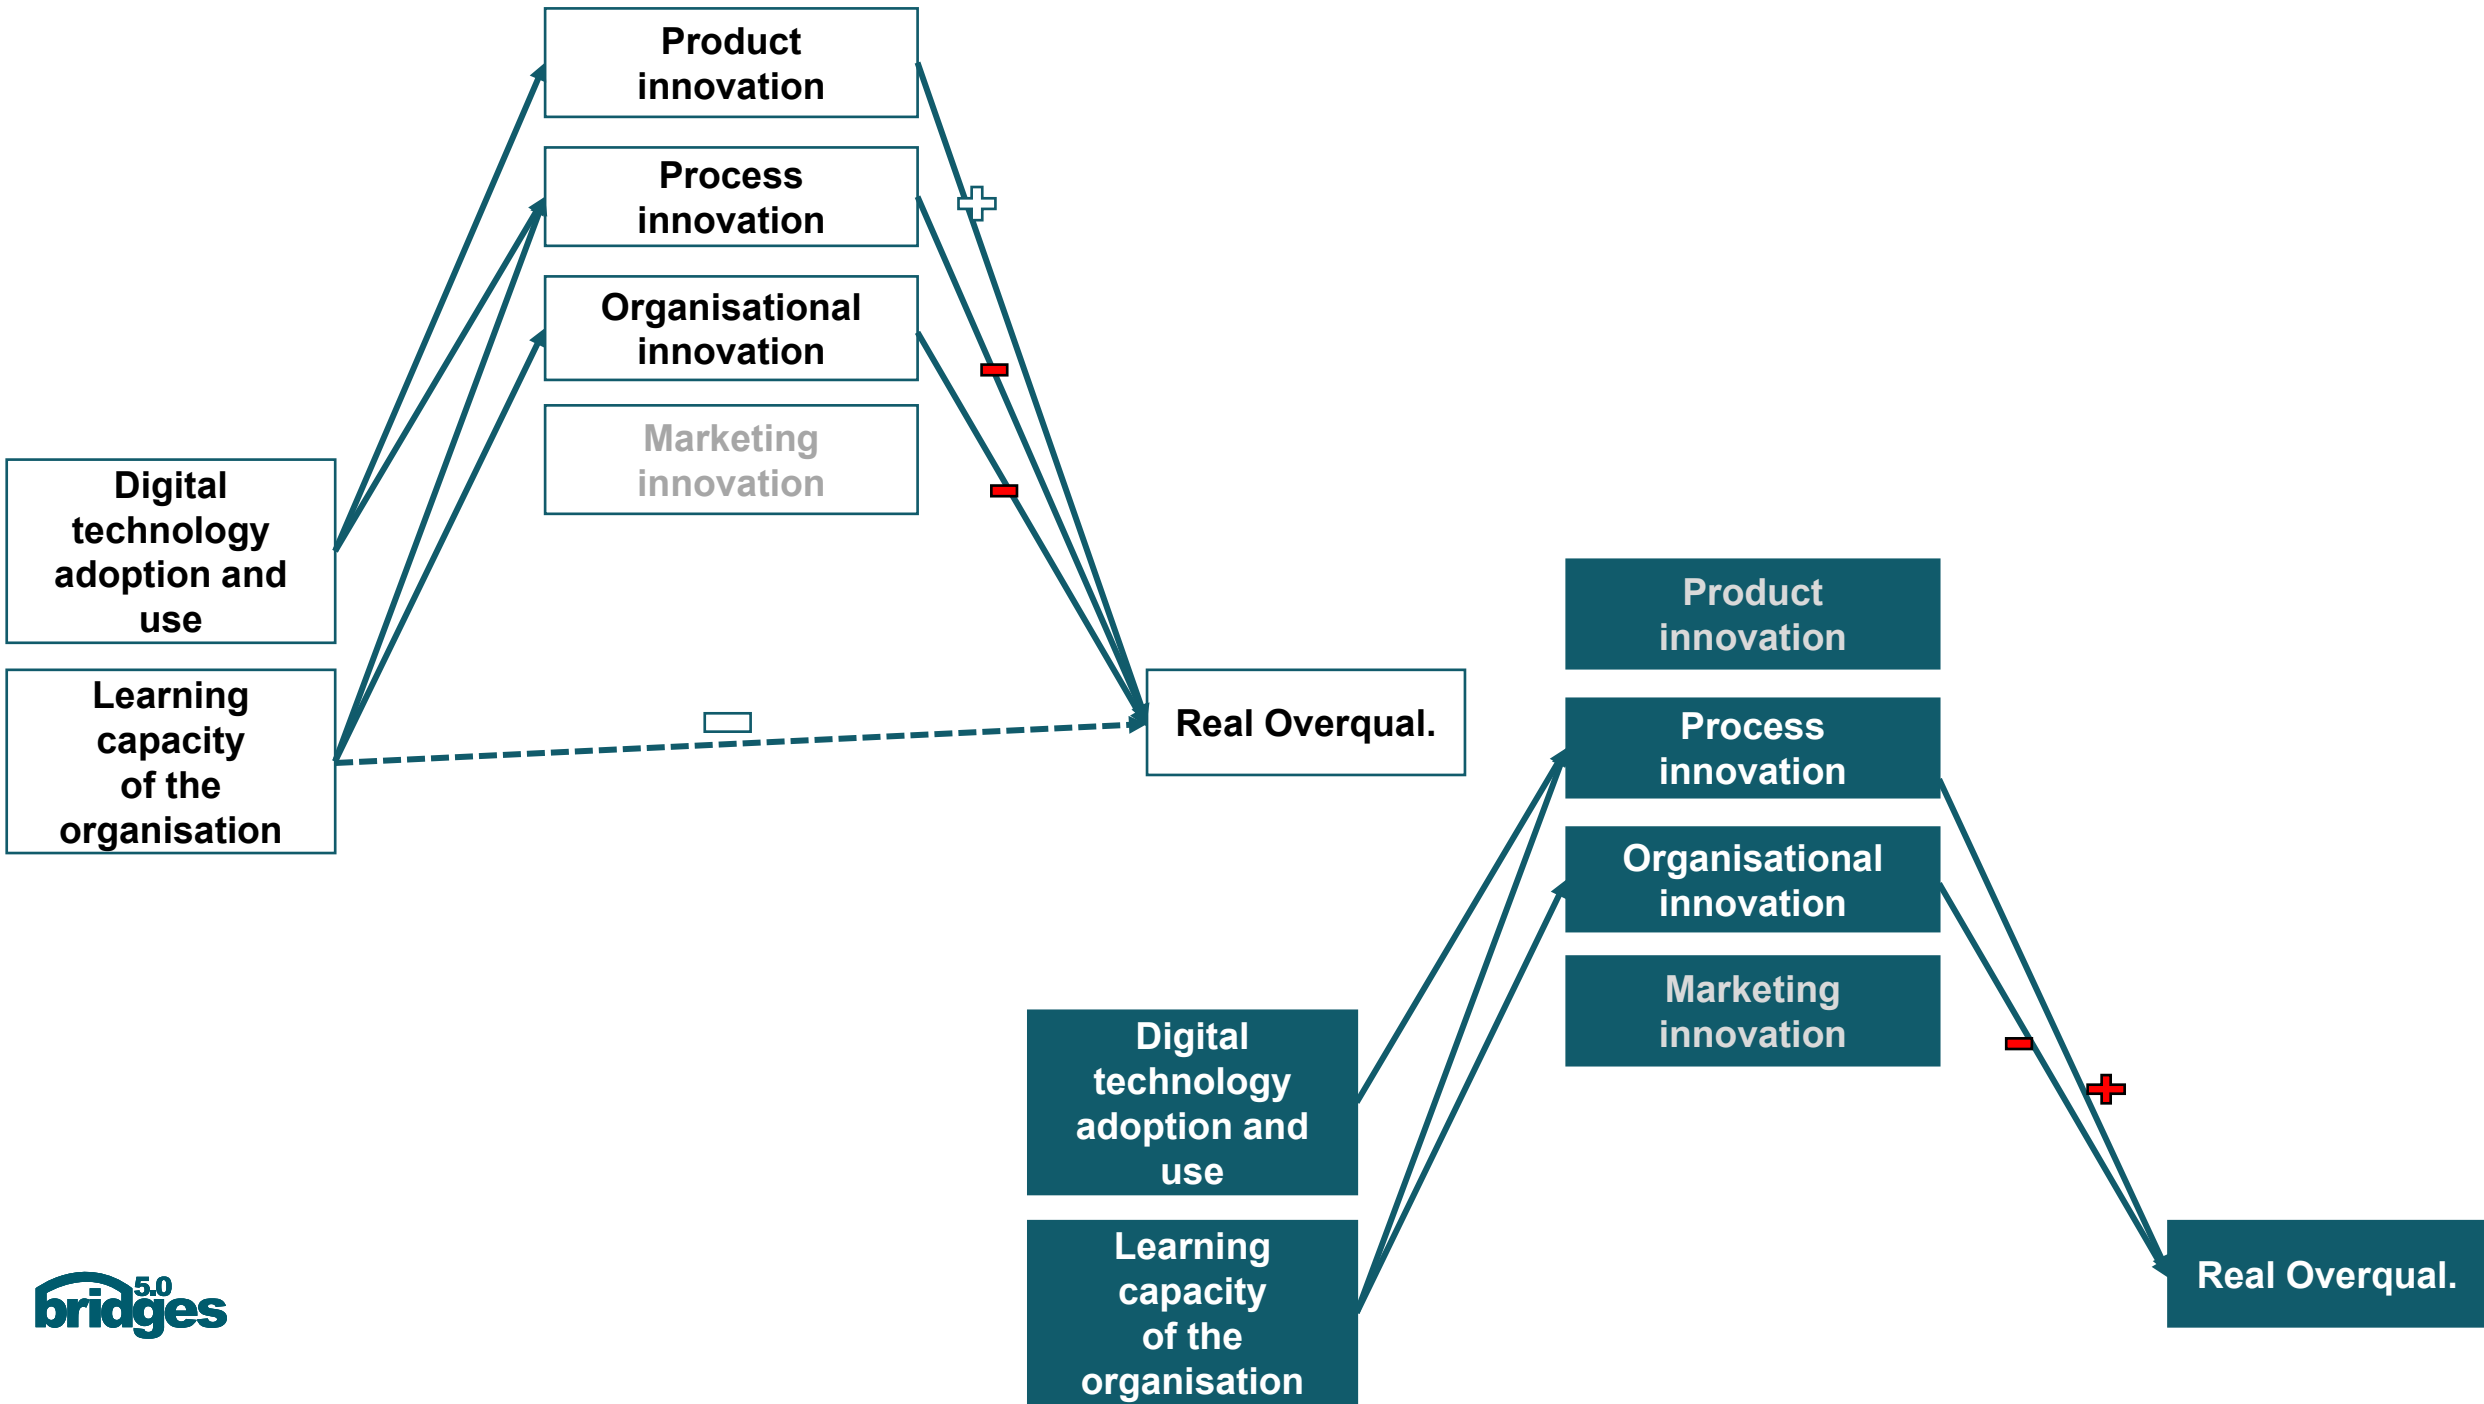 Product
innovation
Process
innovation
Organisational
innovation
Marketing
innovation
Digital
technology
adoption and
use
Learning
capacity
of the
organisation
Real Overqual.
Product
innovation
Process
innovation
Organisational
innovation
Marketing
innovation
Digital
technology
adoption and
use
Learning
capacity
of the
organisation
Real Overqual.
5.0
bridges